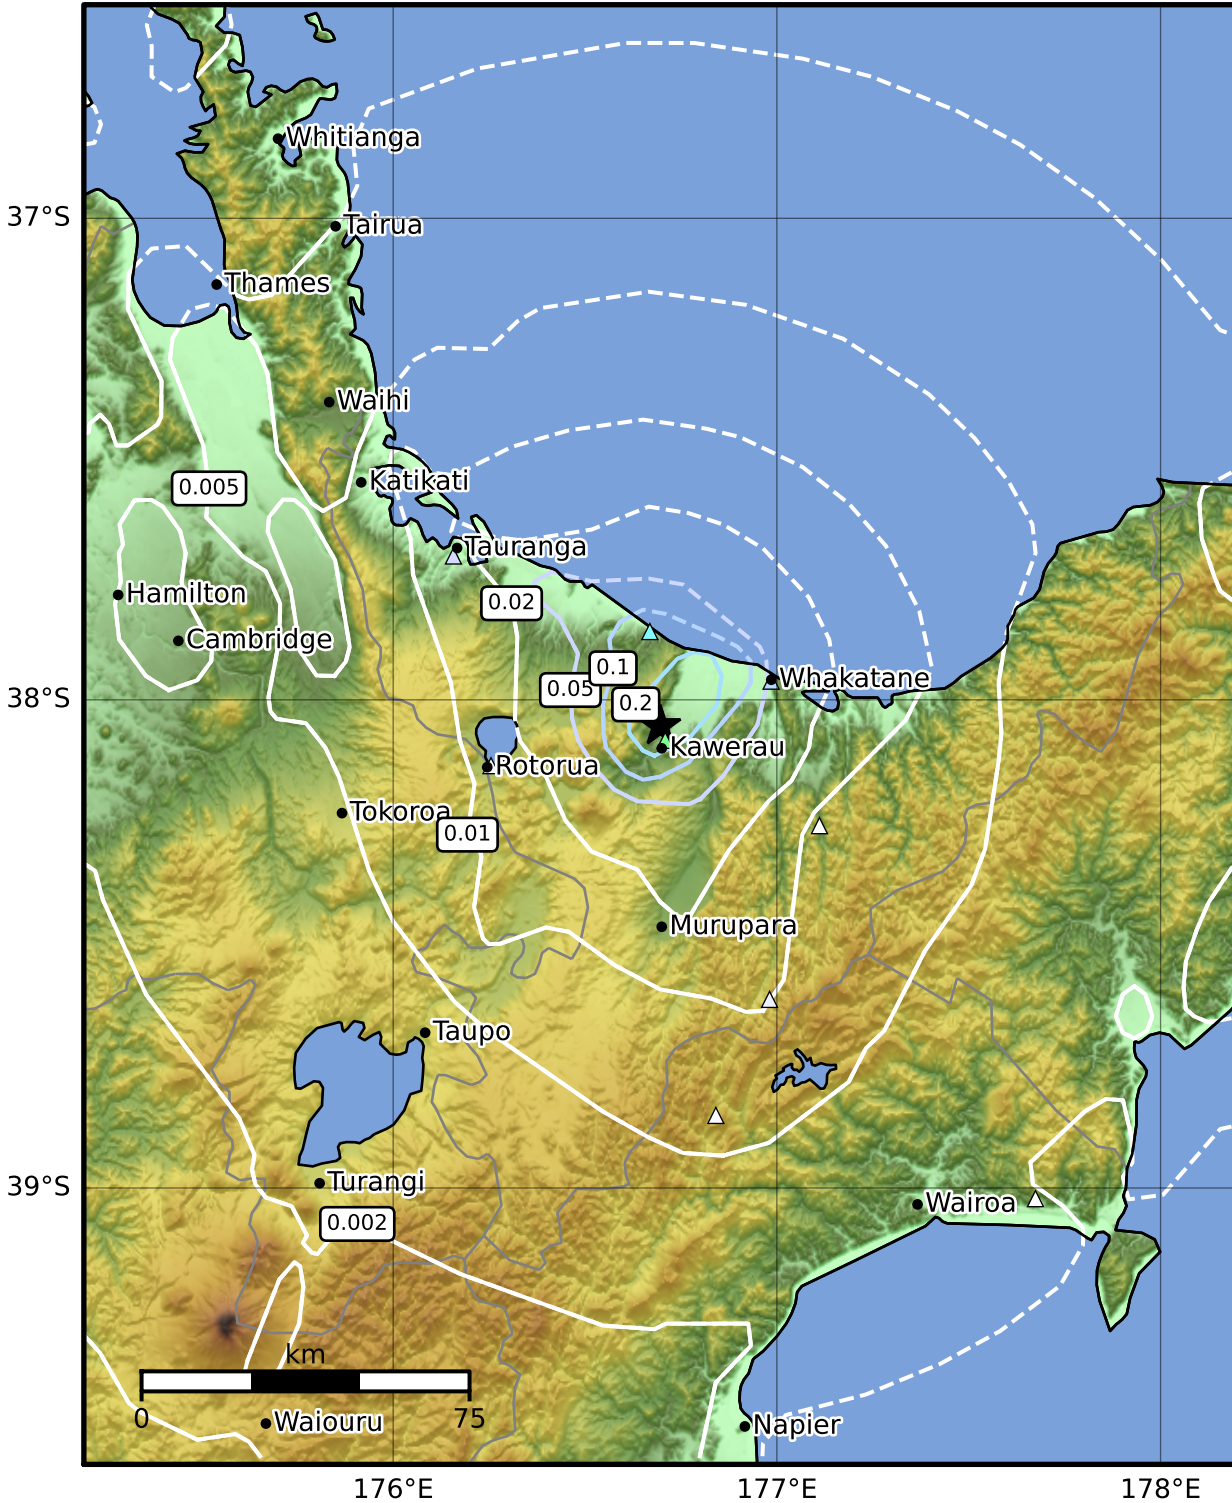 Whitianga
37°S
Tairua
Thames
Waihi
Katikati
0.005
Tauranga
Hamilton
0.02
Cambridge
0.1
Whakatane
0.05
38°S
0.2
Kawerau
Rotorua
Tokoroa
0.01
Murupara
Taupo
39°S
Turangi
Wairoa
0.002
km
0
75
Waiouru
Napier
176°E
177°E
178°E